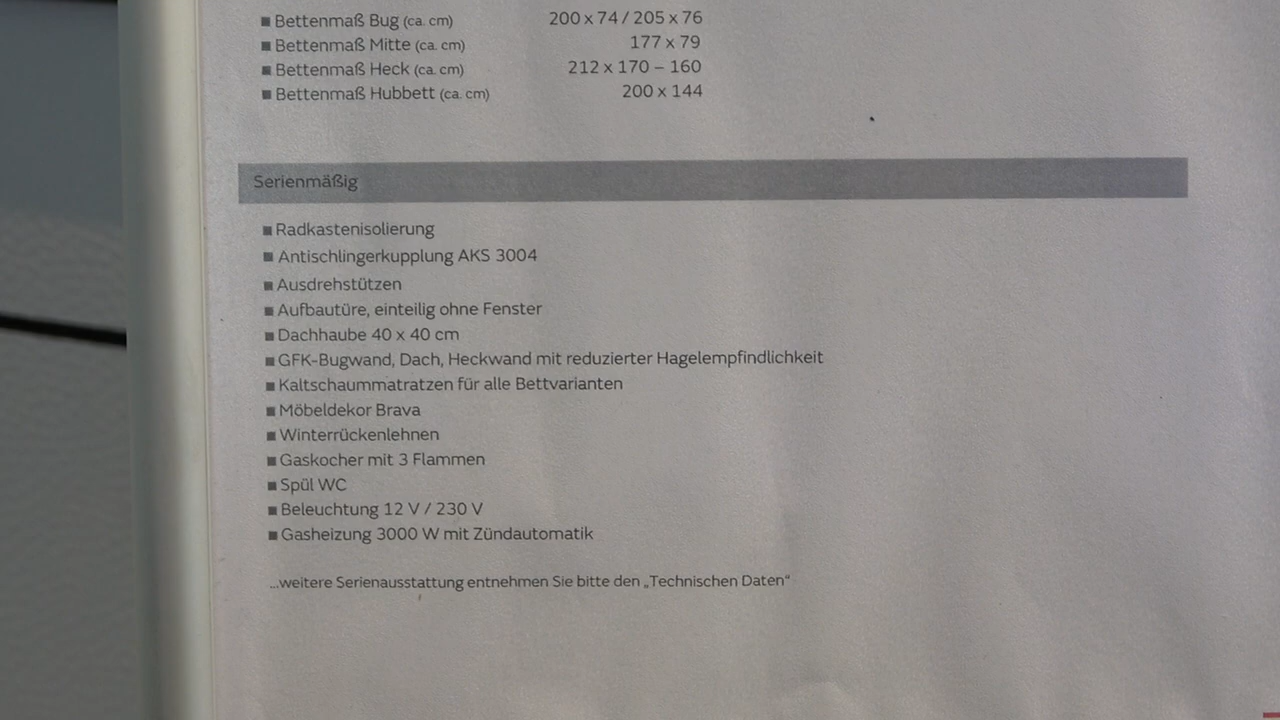 ■ Bettenmaß Bug (ca. cm) 200 x 74 / 205 x 76
■ Bettenmaß Mitte (ca. cm) 177 x 79
■ Bettenmaß Heck (ca. cm) 212 x 170 – 160
■ Bettenmaß Hubbett (ca. cm) 200 x 144
Serienmäßig
■ Radkastenisolierung
■ Antischlingerkupplung AKS 3004
■ Ausdrehstützen
■ Aufbautüre, einteilig ohne Fenster
■ Dachhaube 40 x 40 cm
■ GFK-Bugwand, Dach, Heckwand mit reduzierter Hagelempfindlichkeit
■ Kaltschaummatratzen für alle Bettvarianten
■ Möbeldekor Brava
■ Winterrückenlehnen
■ Gaskocher mit 3 Flammen
■ Spül WC
■ Beleuchtung 12 V / 230 V
■ Gasheizung 3000 W mit Zündautomatik
...weitere Serienausstattung entnehmen Sie bitte den „Technischen Daten“